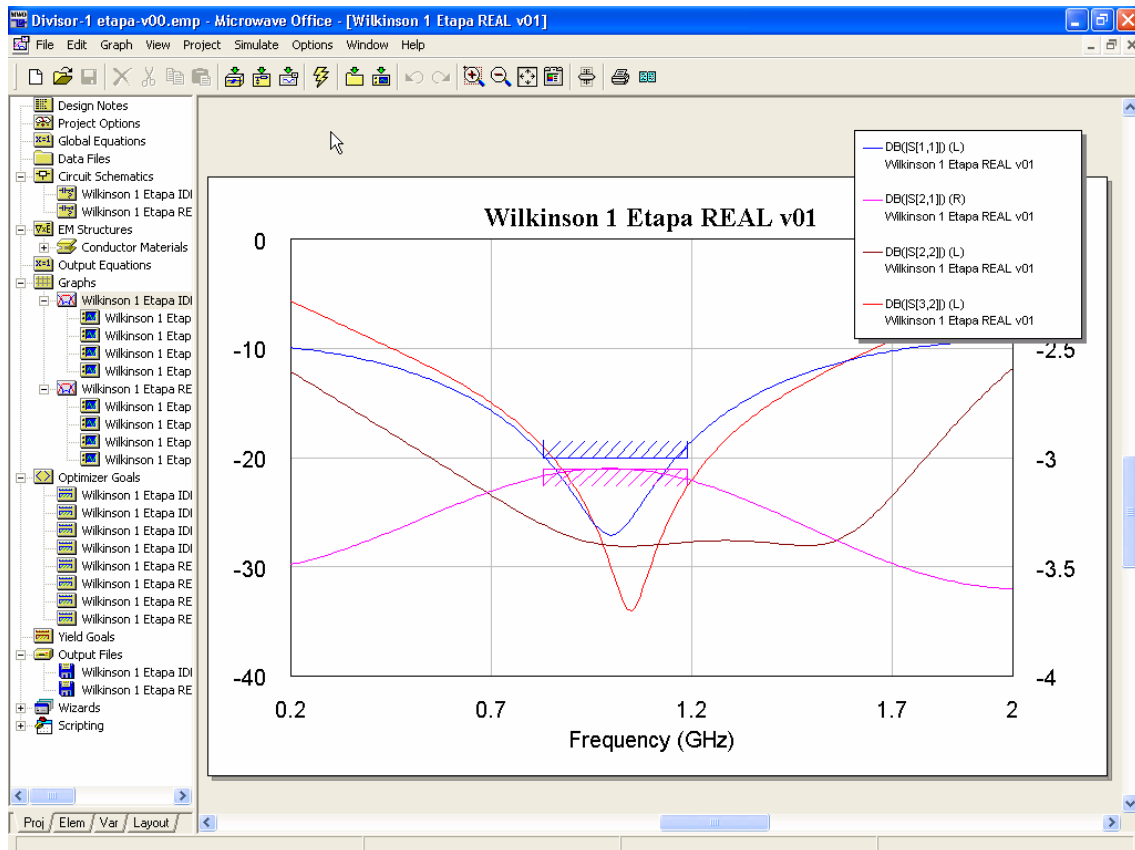 Divisor-1 etapa-v00.emp - Microwave Office - [Wilkinson 1 Etapa REAL v01]
File Edit Graph View Project Simulate Options Window Help
Design Notes
Project Options
X=1 Global Equations
Data Files
Circuit Schematics
Wilkinson 1 Etapa IDI
Wilkinson 1 Etapa RE
EM Structures
Conductor Materials
X=1 Output Equations
Graphs
Wilkinson 1 Etapa IDI
Wilkinson 1 Etap
Wilkinson 1 Etap
Wilkinson 1 Etap
Wilkinson 1 Etap
Wilkinson 1 Etapa RE
Wilkinson 1 Etap
Wilkinson 1 Etap
Wilkinson 1 Etap
Wilkinson 1 Etap
Optimizer Goals
Wilkinson 1 Etapa IDI
Wilkinson 1 Etapa IDI
Wilkinson 1 Etapa IDI
Wilkinson 1 Etapa IDI
Wilkinson 1 Etapa RE
Wilkinson 1 Etapa RE
Wilkinson 1 Etapa RE
Wilkinson 1 Etapa RE
Yield Goals
Output Files
Wilkinson 1 Etapa IDI
Wilkinson 1 Etapa RE
Wizards
Scripting
Proj Elem Var Layout
Wilkinson 1 Etapa REAL v01
DB(|S[1,1]|) (L)
Wilkinson 1 Etapa REAL v01
DB(|S[2,1]|) (R)
Wilkinson 1 Etapa REAL v01
DB(|S[2,2]|) (L)
Wilkinson 1 Etapa REAL v01
DB(|S[3,2]|) (L)
Wilkinson 1 Etapa REAL v01
0
-10 -2.5
-20 -3
-30 -3.5
-40 -4
0.2 0.7 1.2 1.7 2
Frequency (GHz)